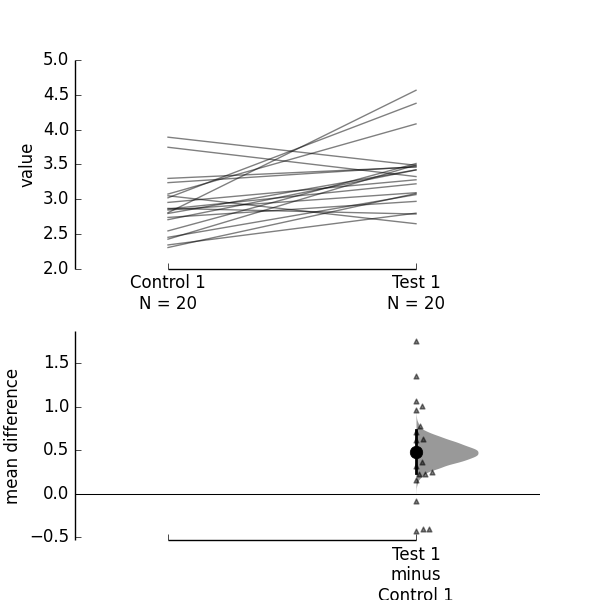 5.0
4.5
4.0
3.5
3.0
2.5
2.0
value
Control 1
N = 20
Test 1
N = 20
1.5
1.0
0.5
0.0
−0.5
mean difference
Test 1
minus
Control 1